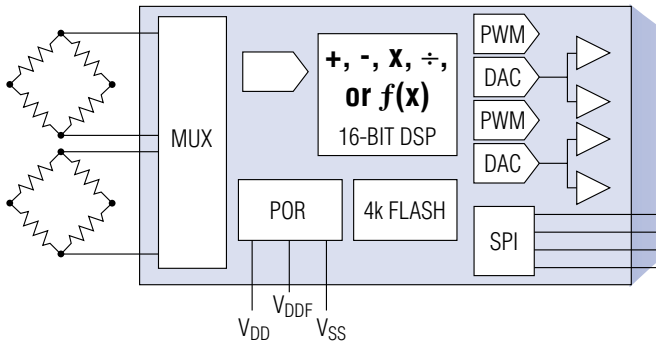 MUX
+, -, x, ÷,
or ƒ(x)
16-BIT DSP
PWM
DAC
PWM
DAC
POR
4k FLASH
SPI
VDD
VDDF
VSS